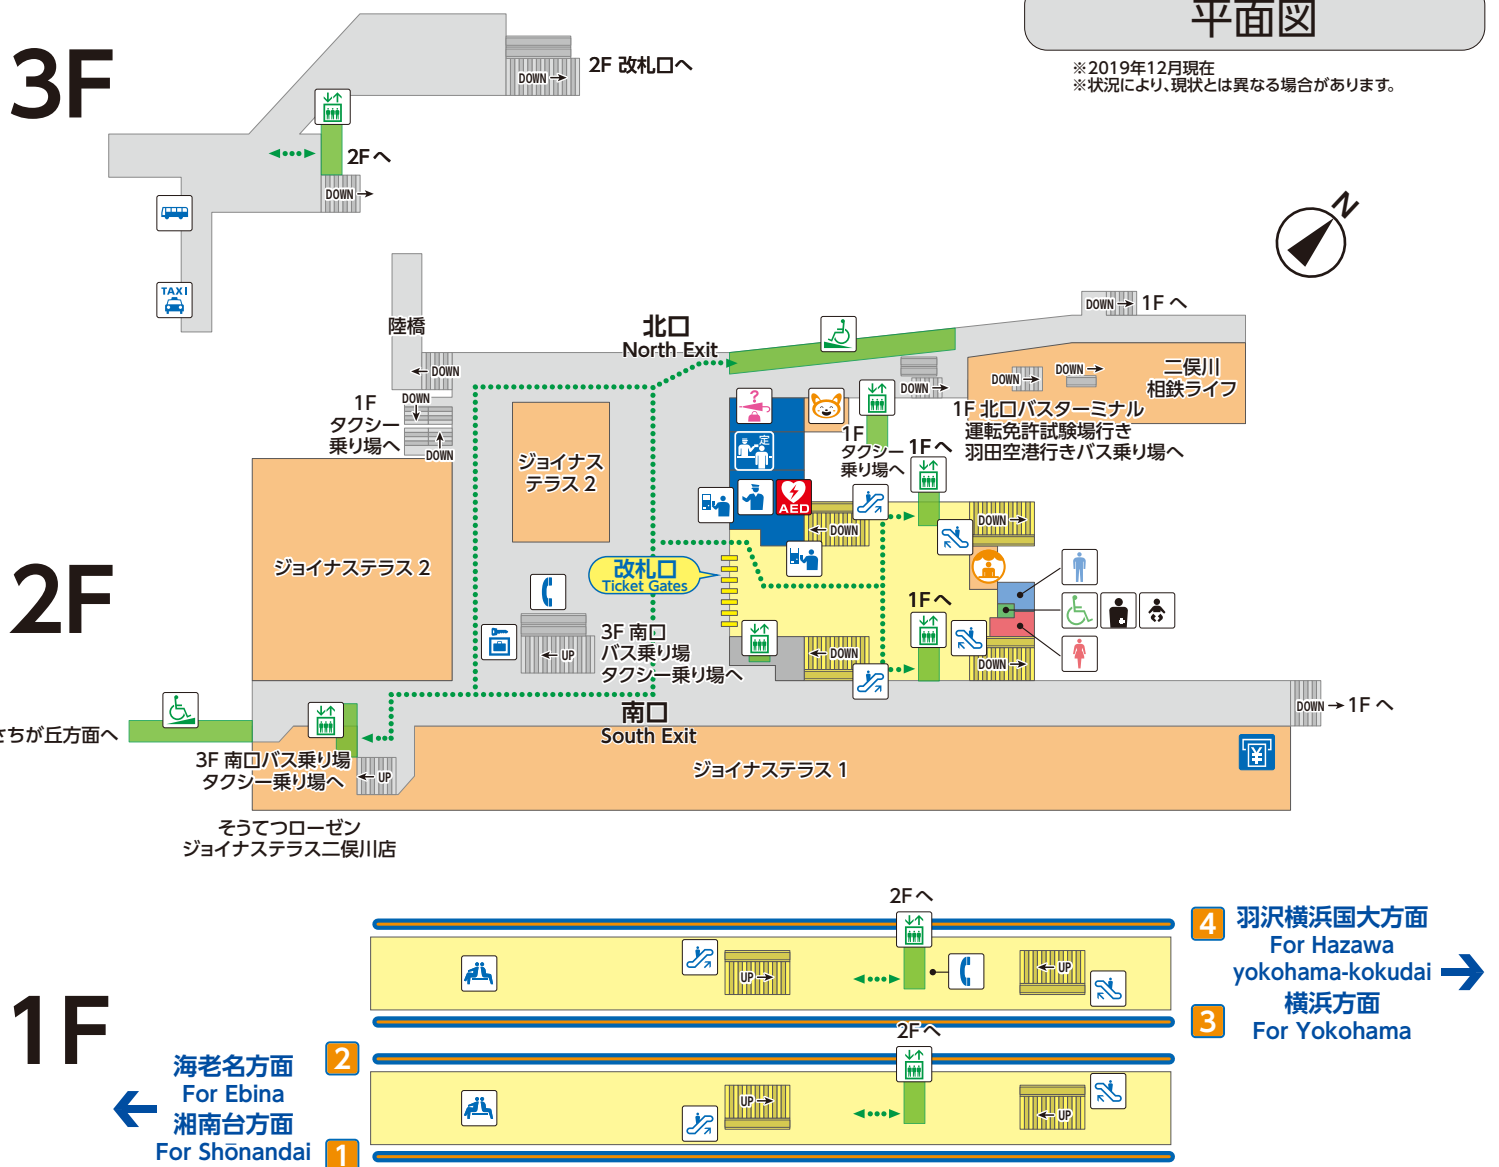 平面図
※2019年12月現在
※状況により、現状とは異なる場合があります。
3F
DOWN
2F 改札口へ
2Fへ
DOWN
TAXI
N
2F
陸橋
DOWN
DOWN
DOWN
1F
タクシー
乗り場へ
北口
North Exit
DOWN
1F へ
DOWN
DOWN
DOWN
二俣川
相鉄ライフ
1F 北口バスターミナル
運転免許試験場行き
羽田空港行きバス乗り場へ
1F
タクシー
乗り場へ
1Fへ
?
定
AED
ジョイナス
テラス 2
ジョイナステラス 2
改札口
Ticket Gates
DOWN
DOWN
1Fへ
DOWN
DOWN
UP
3F 南口
バス乗り場
タクシー乗り場へ
南口
South Exit
DOWN
1F へ
さちが丘方面へ
3F 南口バス乗り場
タクシー乗り場へ
UP
ジョイナステラス 1
¥
そうてつローゼン
ジョイナステラス二俣川店
1F
2Fへ
UP
UP
4
羽沢横浜国大方面
For Hazawa
yokohama-kokudai
3
横浜方面
For Yokohama
2Fへ
UP
UP
2
海老名方面
For Ebina
湘南台方面
For Shōnandai
1